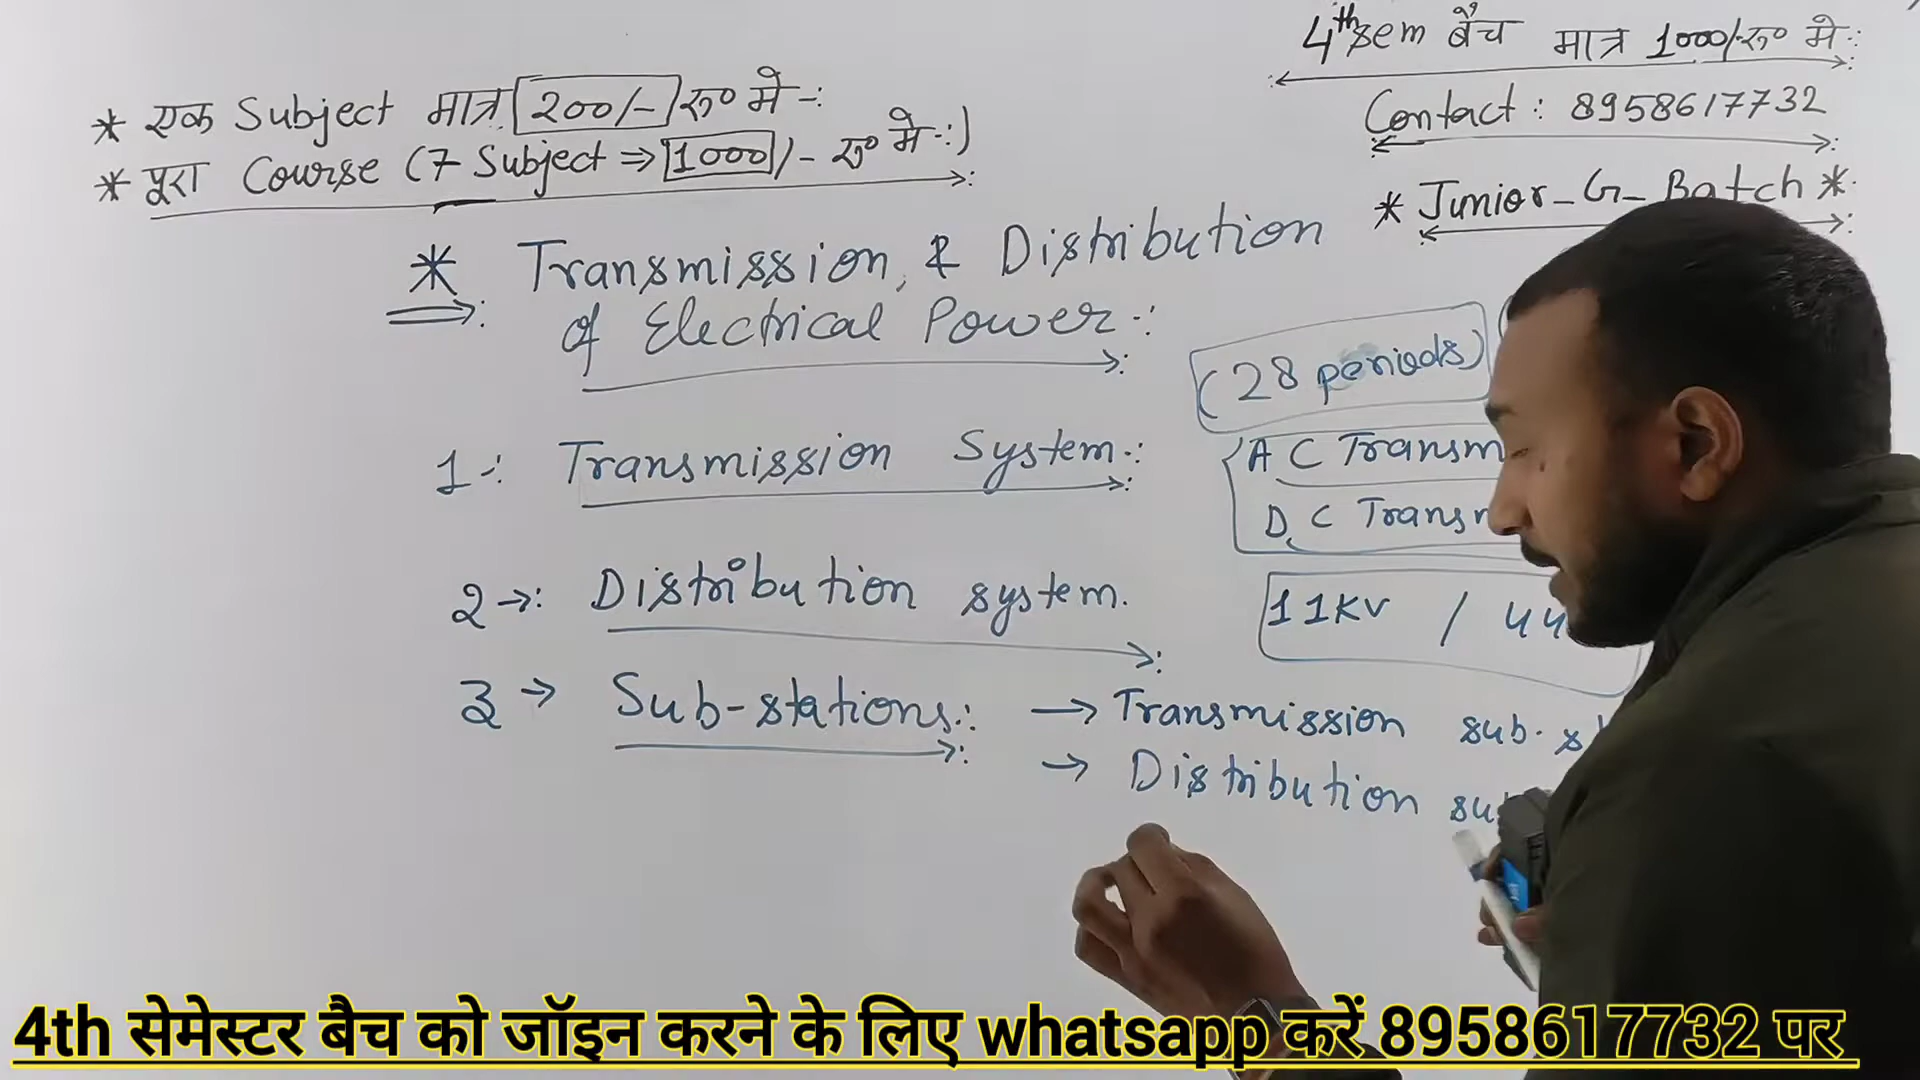 4th sem बैच मात्र 1000/-रु० मे -:
* एक Subject मात्र 200/- रु० मे -:
* पूरा Course (7 Subject ⇒ 1000/- रु० मे -:)
Contact : 8958617732
* Junior_G_Batch *
* Transmission, & Distribution
of Electrical Power -:
(28 periods)
1 -: Transmission System -:
A C Transm
D C Transm
2 →: Distribution system.
11KV / 44
3 → Sub-stations -:
→ Transmission sub. s
→ Distribution su
4th सेमेस्टर बैच को जॉइन करने के लिए whatsapp करें 8958617732 पर